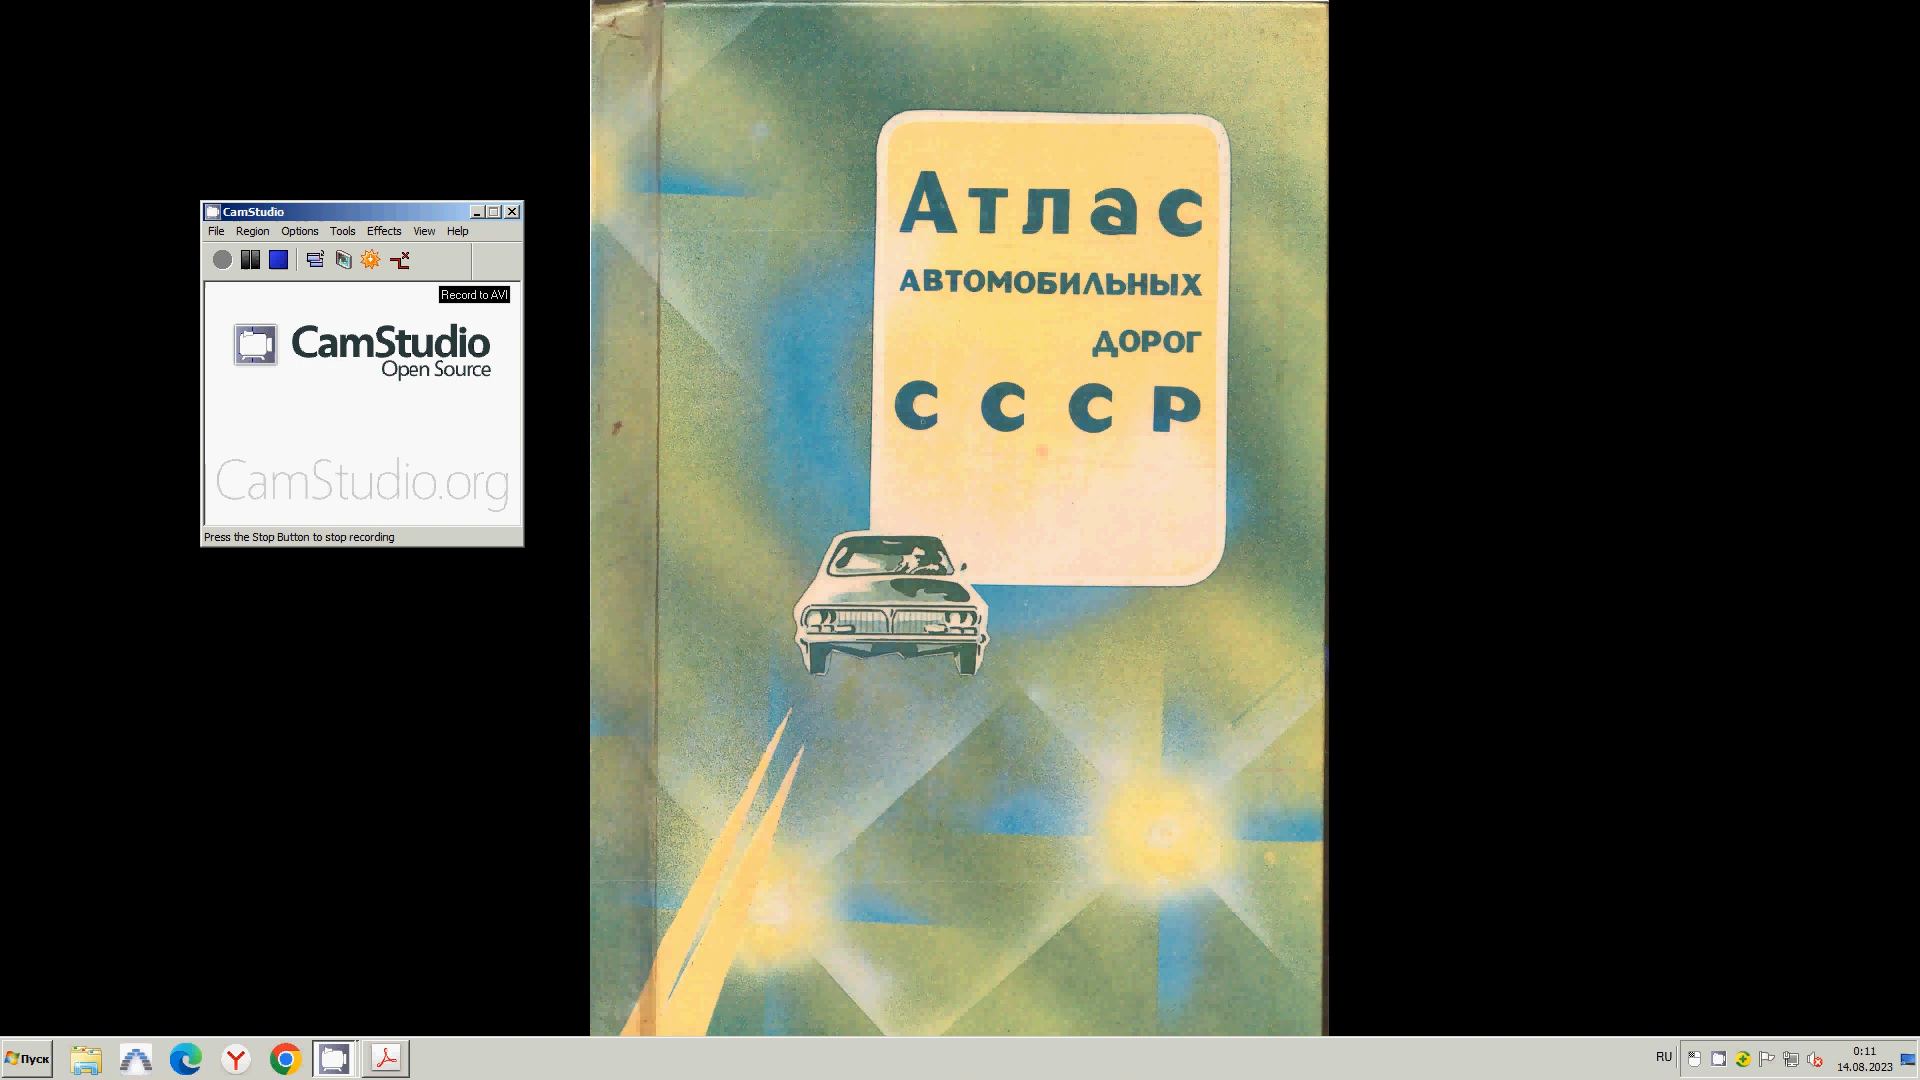 CamStudio
File Region Options Tools Effects View Help
Record to AVI
CamStudio
Open Source
CamStudio.org
Press the Stop Button to stop recording
Атлас
АВТОМОБИЛЬНЫХ
ДОРОГ
СССР
Пуск
RU
0:11
14.08.2023